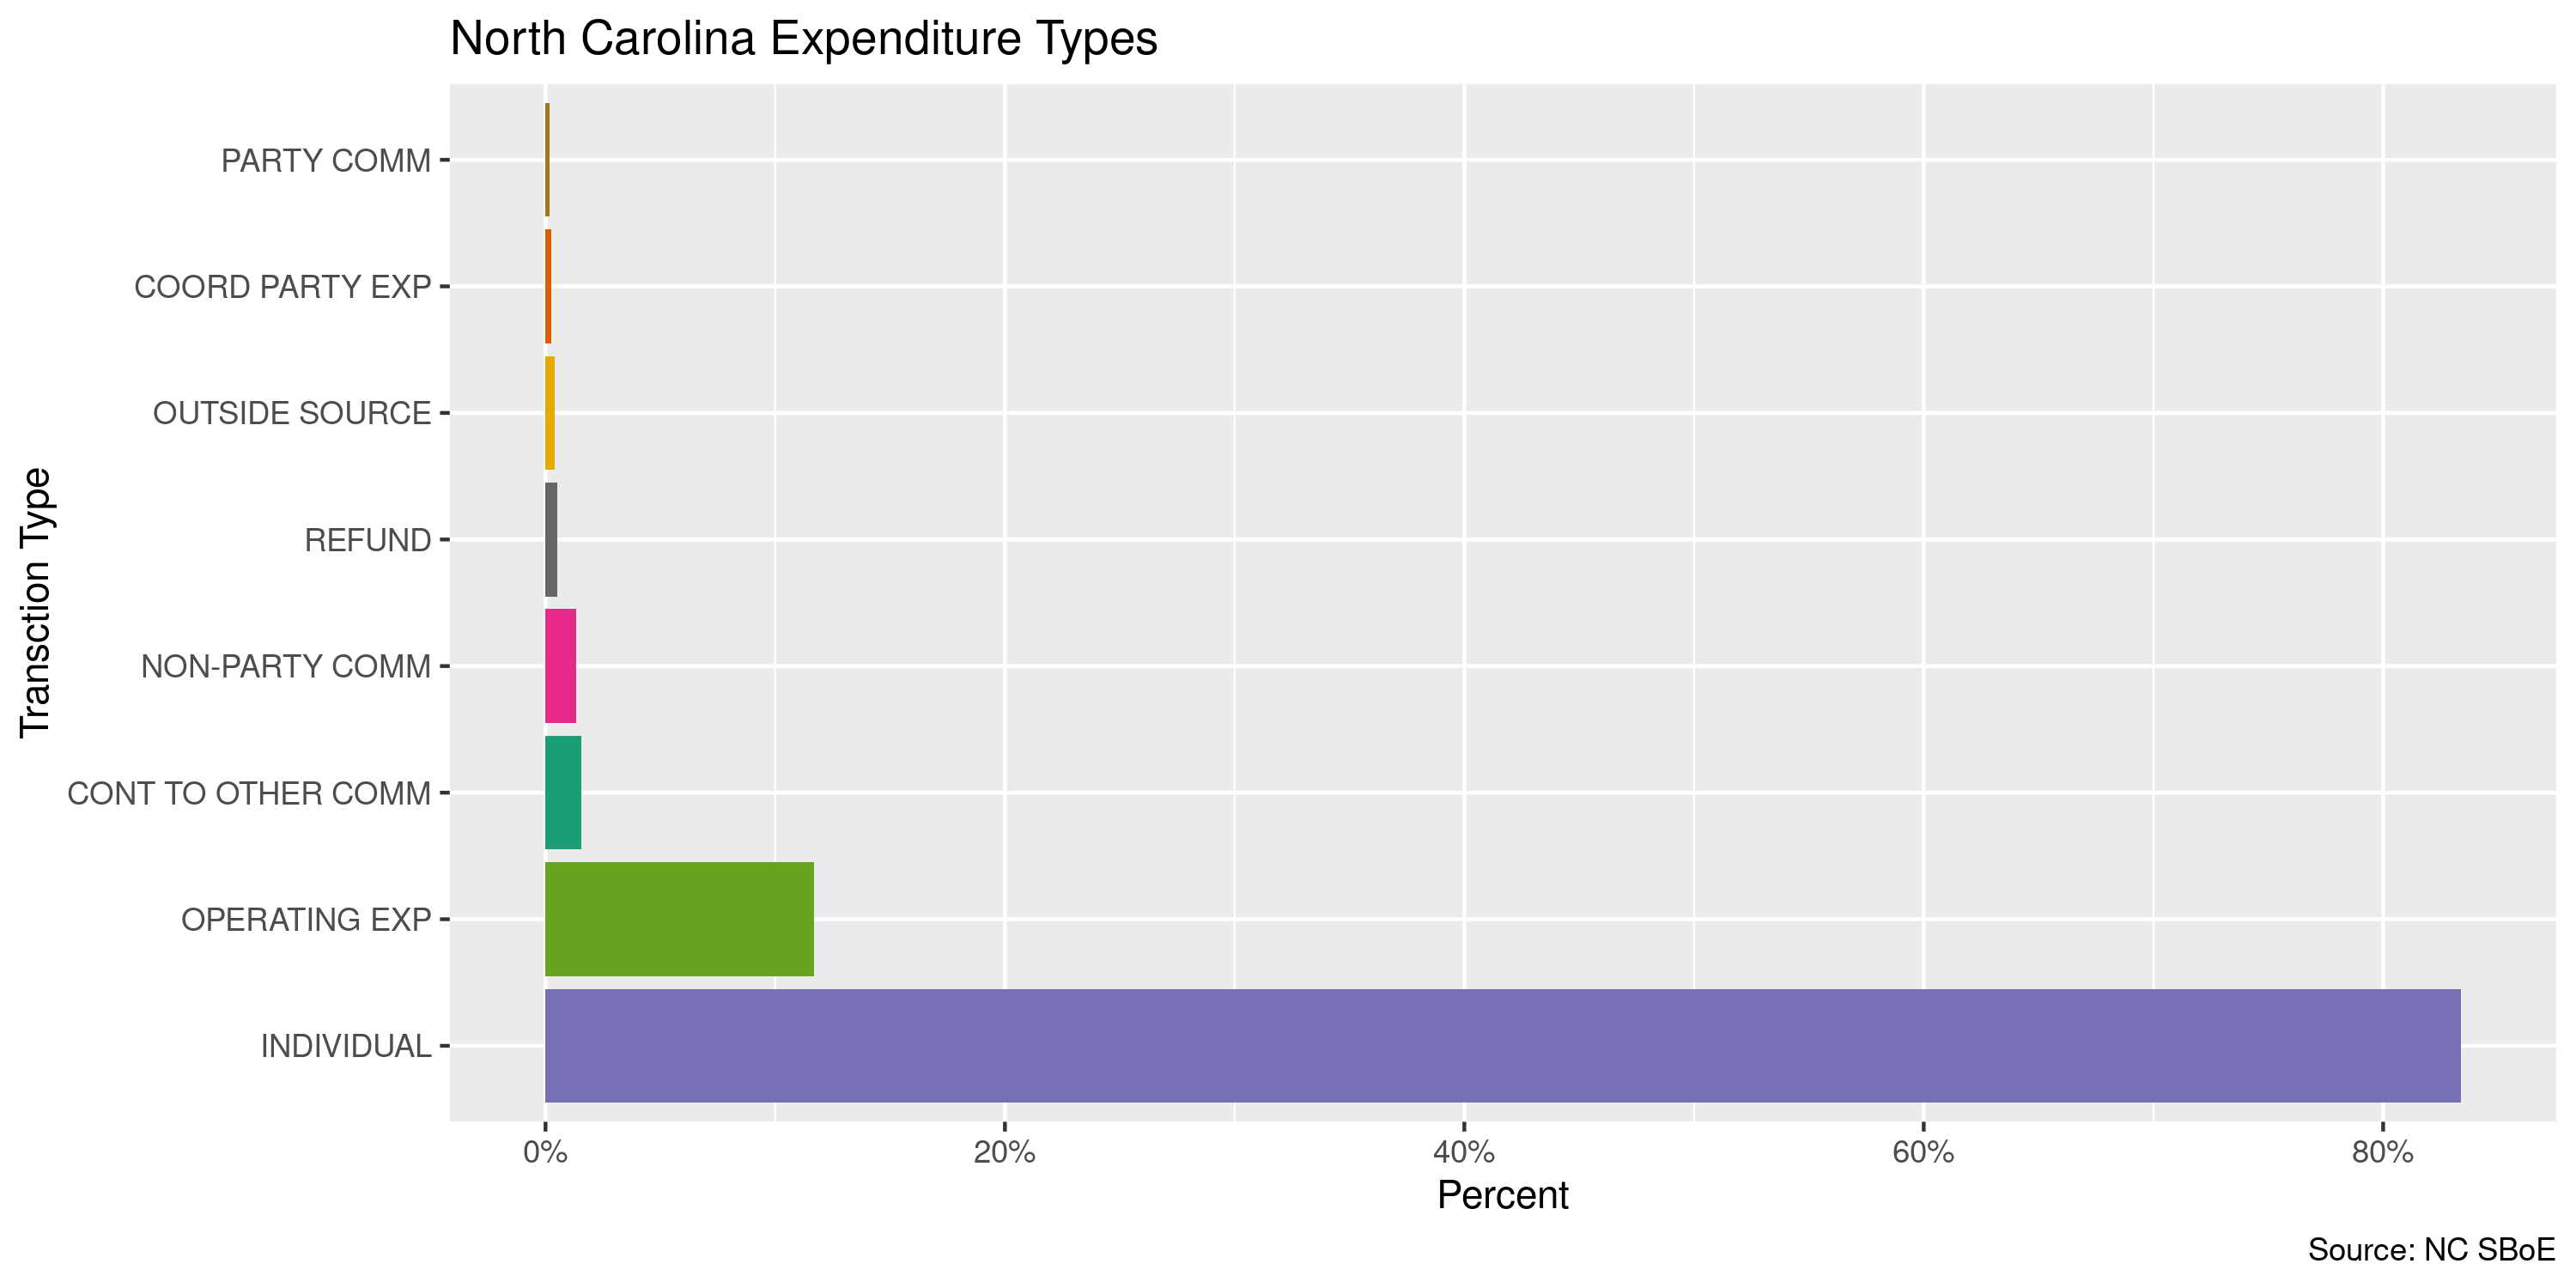 North Carolina Expenditure Types
Transction Type
PARTY COMM
COORD PARTY EXP
OUTSIDE SOURCE
REFUND
NON-PARTY COMM
CONT TO OTHER COMM
OPERATING EXP
INDIVIDUAL
0% 20% 40% 60% 80%
Percent
Source: NC SBoE